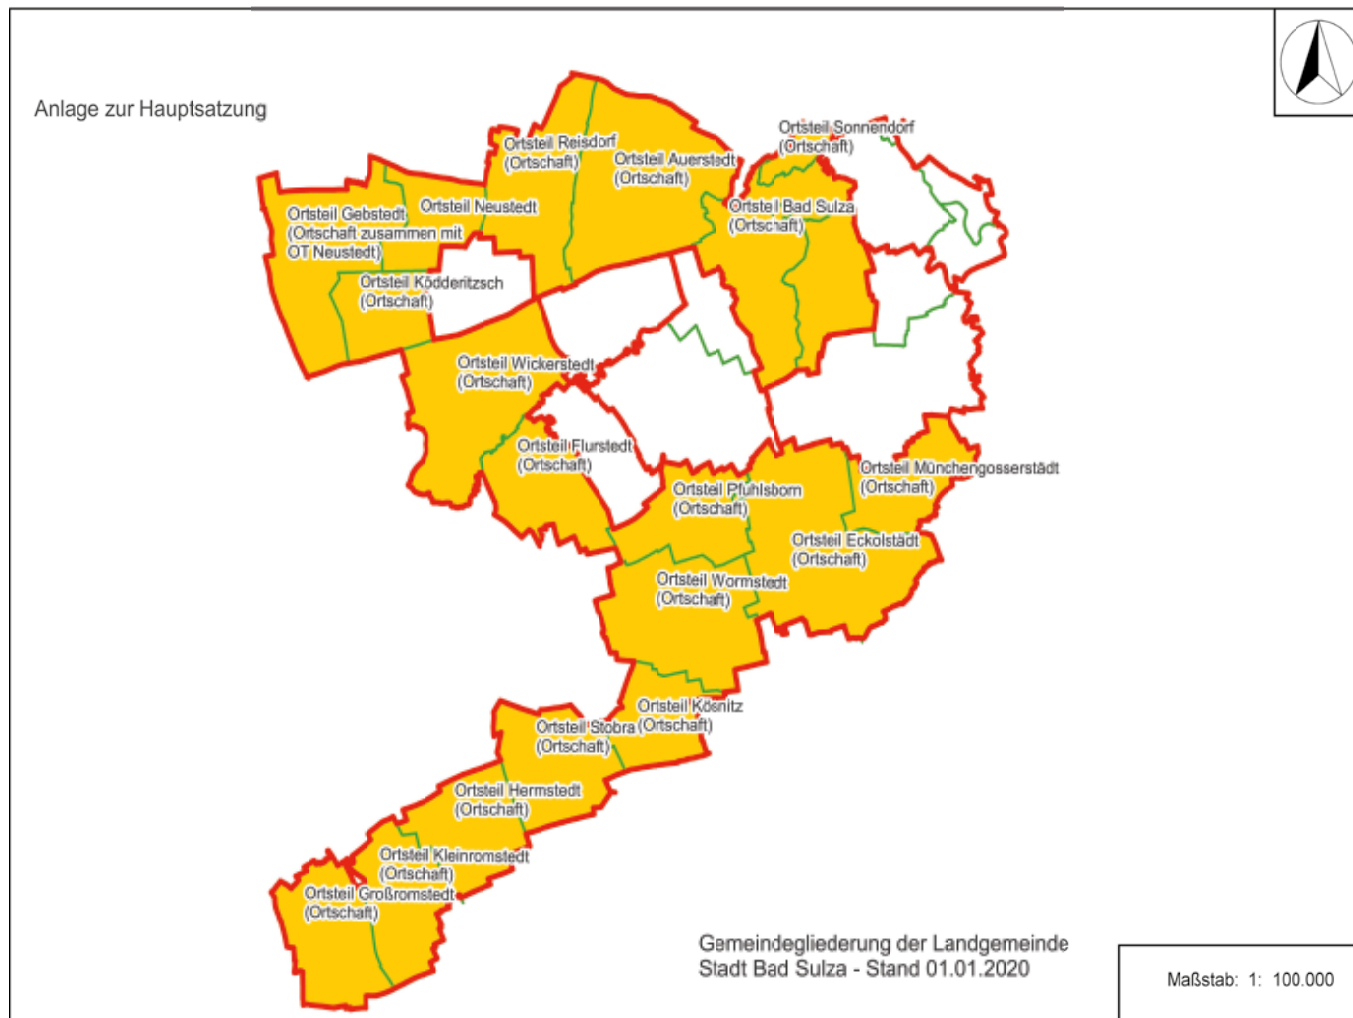 Anlage zur Hauptsatzung
Ortsteil Sonnendorf
(Ortschaft)
Ortsteil Reisdorf
(Ortschaft)
Ortsteil Auerstedt
(Ortschaft)
Ortsteil Neustedt
Ortsteil Bad Sulza
(Ortschaft)
Ortsteil Gebstedt
(Ortschaft zusammen mit
OT Neustedt)
Ortsteil Ködderitzsch
(Ortschaft)
Ortsteil Wickerstedt
(Ortschaft)
Ortsteil Flurstedt
(Ortschaft)
Ortsteil Münchengosserstädt
(Ortschaft)
Ortsteil Pfuhlsborn
(Ortschaft)
Ortsteil Eckolstädt
(Ortschaft)
Ortsteil Wormstedt
(Ortschaft)
Ortsteil Kösnitz
(Ortschaft)
Ortsteil Stobra
(Ortschaft)
Ortsteil Hermstedt
(Ortschaft)
Ortsteil Kleinromstedt
(Ortschaft)
Ortsteil Großromstedt
(Ortschaft)
Gemeindegliederung der Landgemeinde
Stadt Bad Sulza - Stand 01.01.2020
Maßstab: 1: 100.000